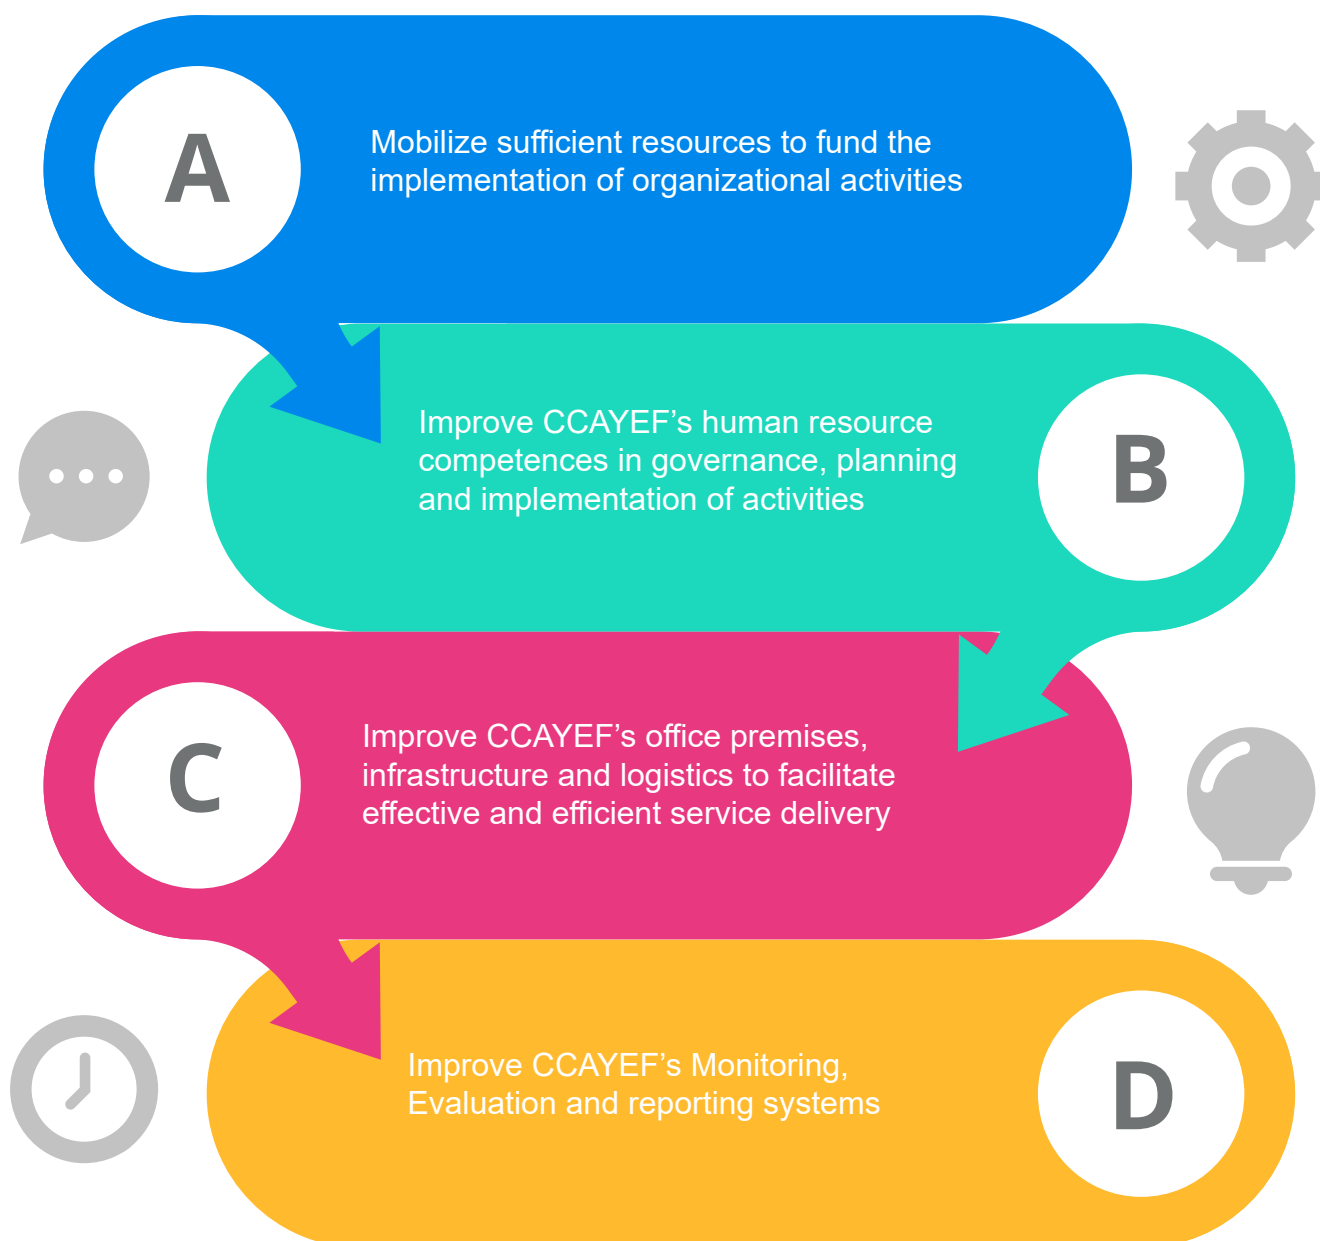 A
Mobilize sufficient resources to fund the
implementation of organizational activities
Improve CCAYEF’s human resource
competences in governance, planning
and implementation of activities
B
C
Improve CCAYEF’s office premises,
infrastructure and logistics to facilitate
effective and efficient service delivery
Improve CCAYEF’s Monitoring,
Evaluation and reporting systems
D